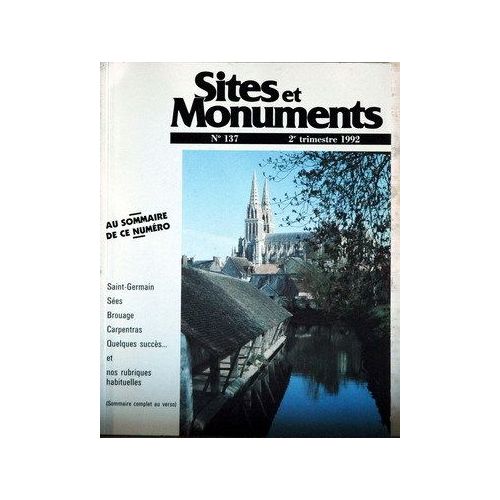 Sites et
Monuments
N° 137 2e trimestre 1992
AU SOMMAIRE
DE CE NUMÉRO
Saint-Germain
Sées
Brouage
Carpentras
Quelques succès...
et
nos rubriques
habituelles
(Sommaire complet au verso)